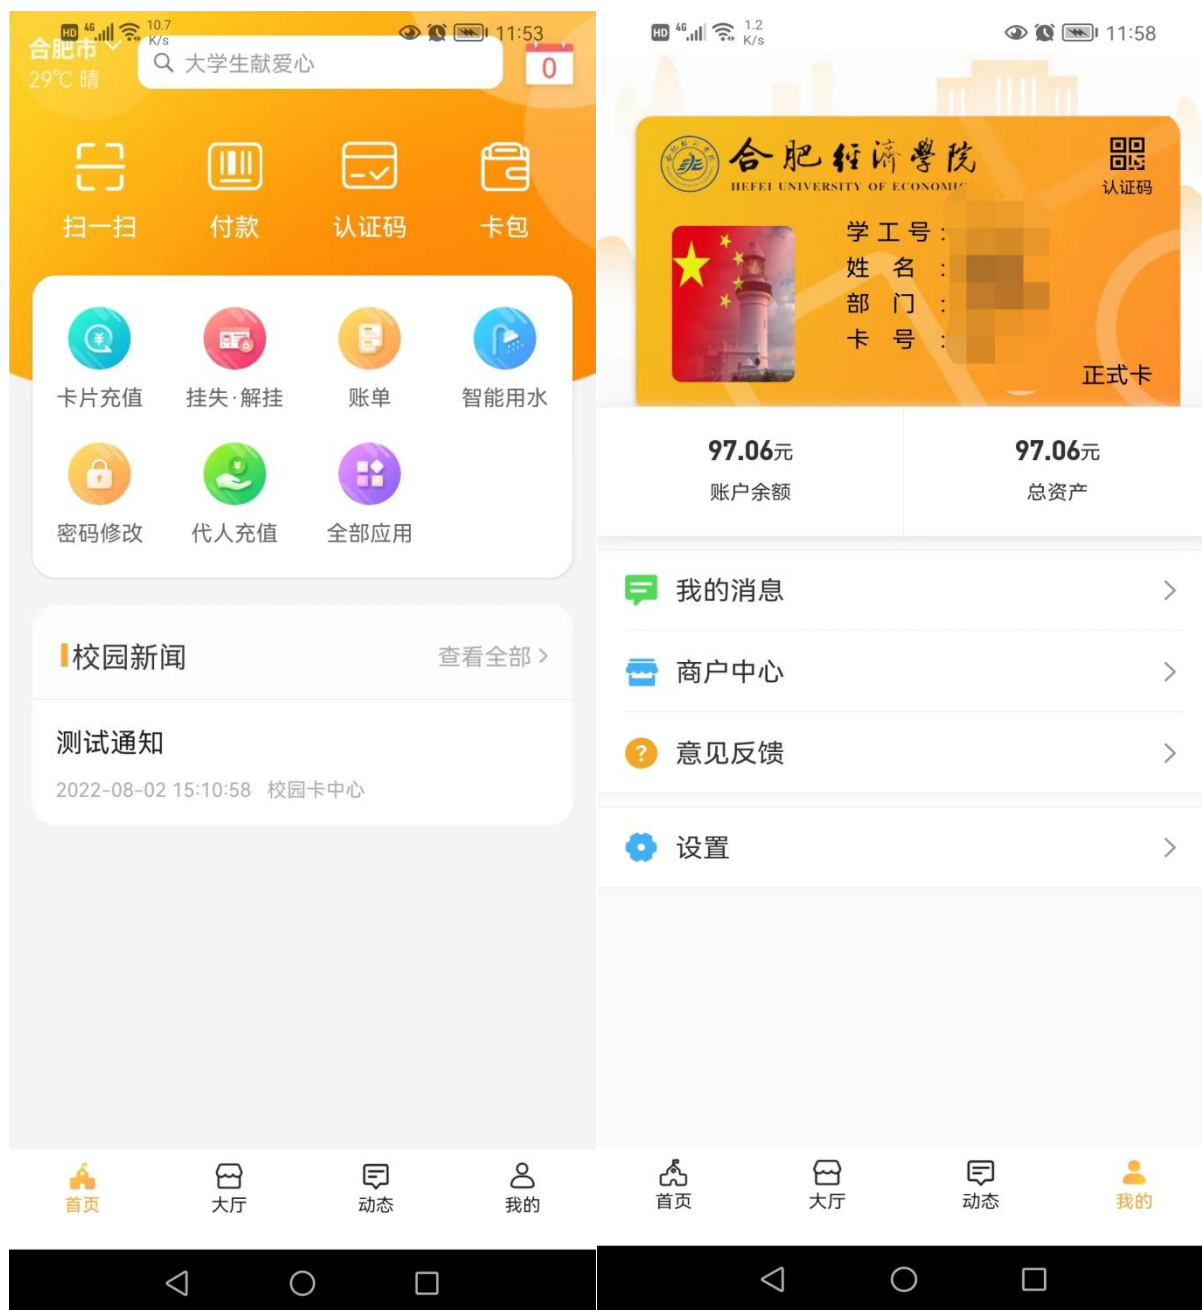 HD 4G 10.7 K/s 11:53
合肥市
29℃ 晴
大学生献爱心
0
扫一扫 付款 认证码 卡包
卡片充值 挂失·解挂 账单 智能用水
密码修改 代人充值 全部应用
校园新闻 查看全部
测试通知
2022-08-02 15:10:58 校园卡中心
首页 大厅 动态 我的
HD 4G 1.2 K/s 11:58
合肥經濟學院
HEFEI UNIVERSITY OF ECONOMIC
认证码
学工号:
姓名:
部门:
卡号:
正式卡
97.06元 97.06元
账户余额 总资产
我的消息
商户中心
意见反馈
设置
首页 大厅 动态 我的